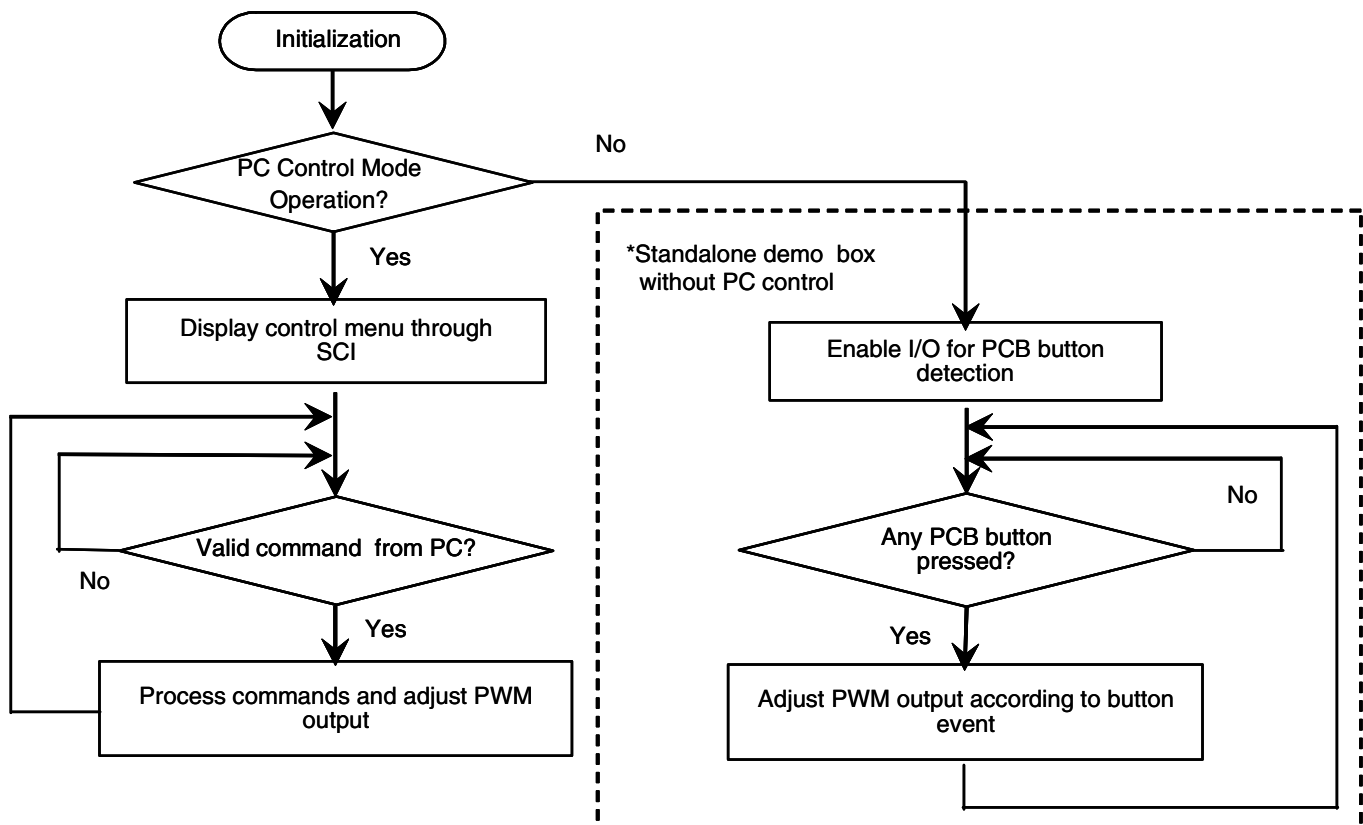 Initialization
PC Control Mode
Operation?
No
Yes
*Standalone demo box
without PC control
Display control menu through
SCI
Enable I/O for PCB button
detection
Valid command from PC?
No
Yes
Process commands and adjust PWM
output
Any PCB button
pressed?
No
Yes
Adjust PWM output according to button
event